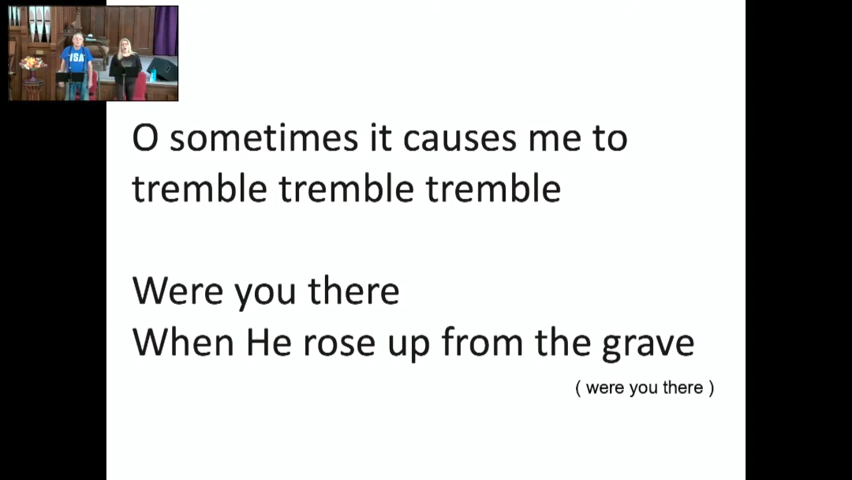 O sometimes it causes me to
tremble tremble tremble
Were you there
When He rose up from the grave
( were you there )